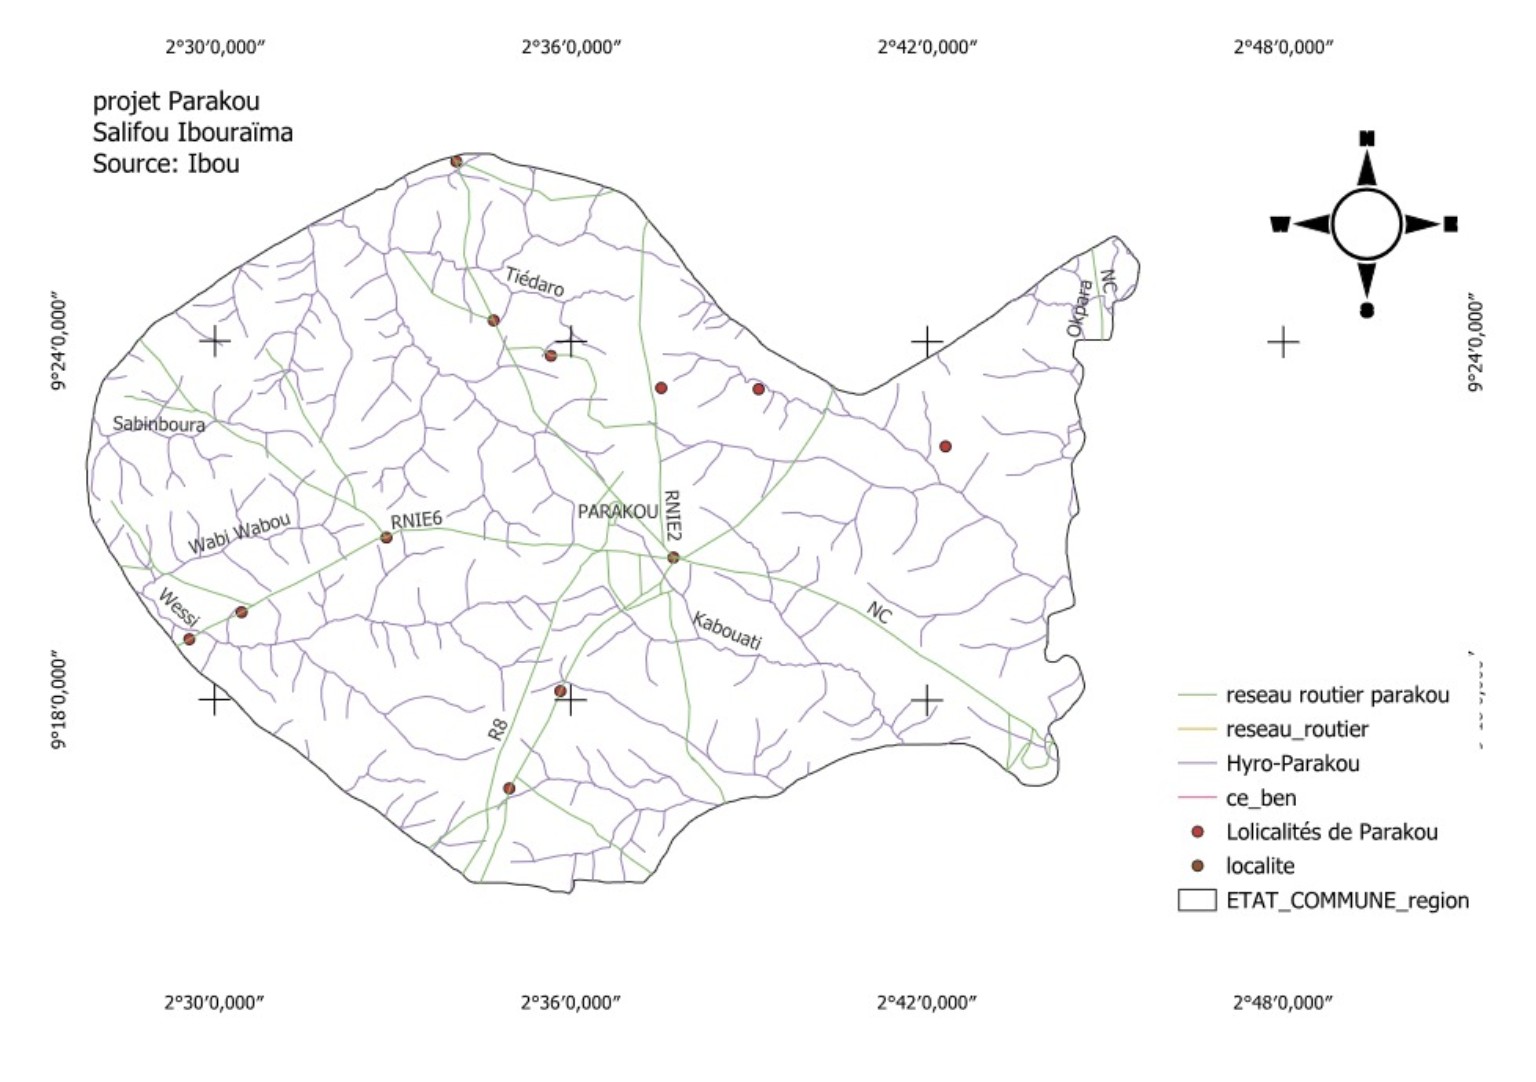 2°30′0,000″ 2°36′0,000″ 2°42′0,000″ 2°48′0,000″
projet Parakou
Salifou Ibouraïma
Source: Ibou
N
W E
S
9°24′0,000″
9°24′0,000″
Tiédaro
Okpara
NC
Sabinboura
Wabi Wabou
RNIE6
PARAKOU
RNIE2
Wessi
Kabouati
NC
R8
9°18′0,000″
reseau routier parakou
reseau_routier
Hyro-Parakou
ce_ben
Lolicalités de Parakou
localite
ETAT_COMMUNE_region
2°30′0,000″ 2°36′0,000″ 2°42′0,000″ 2°48′0,000″